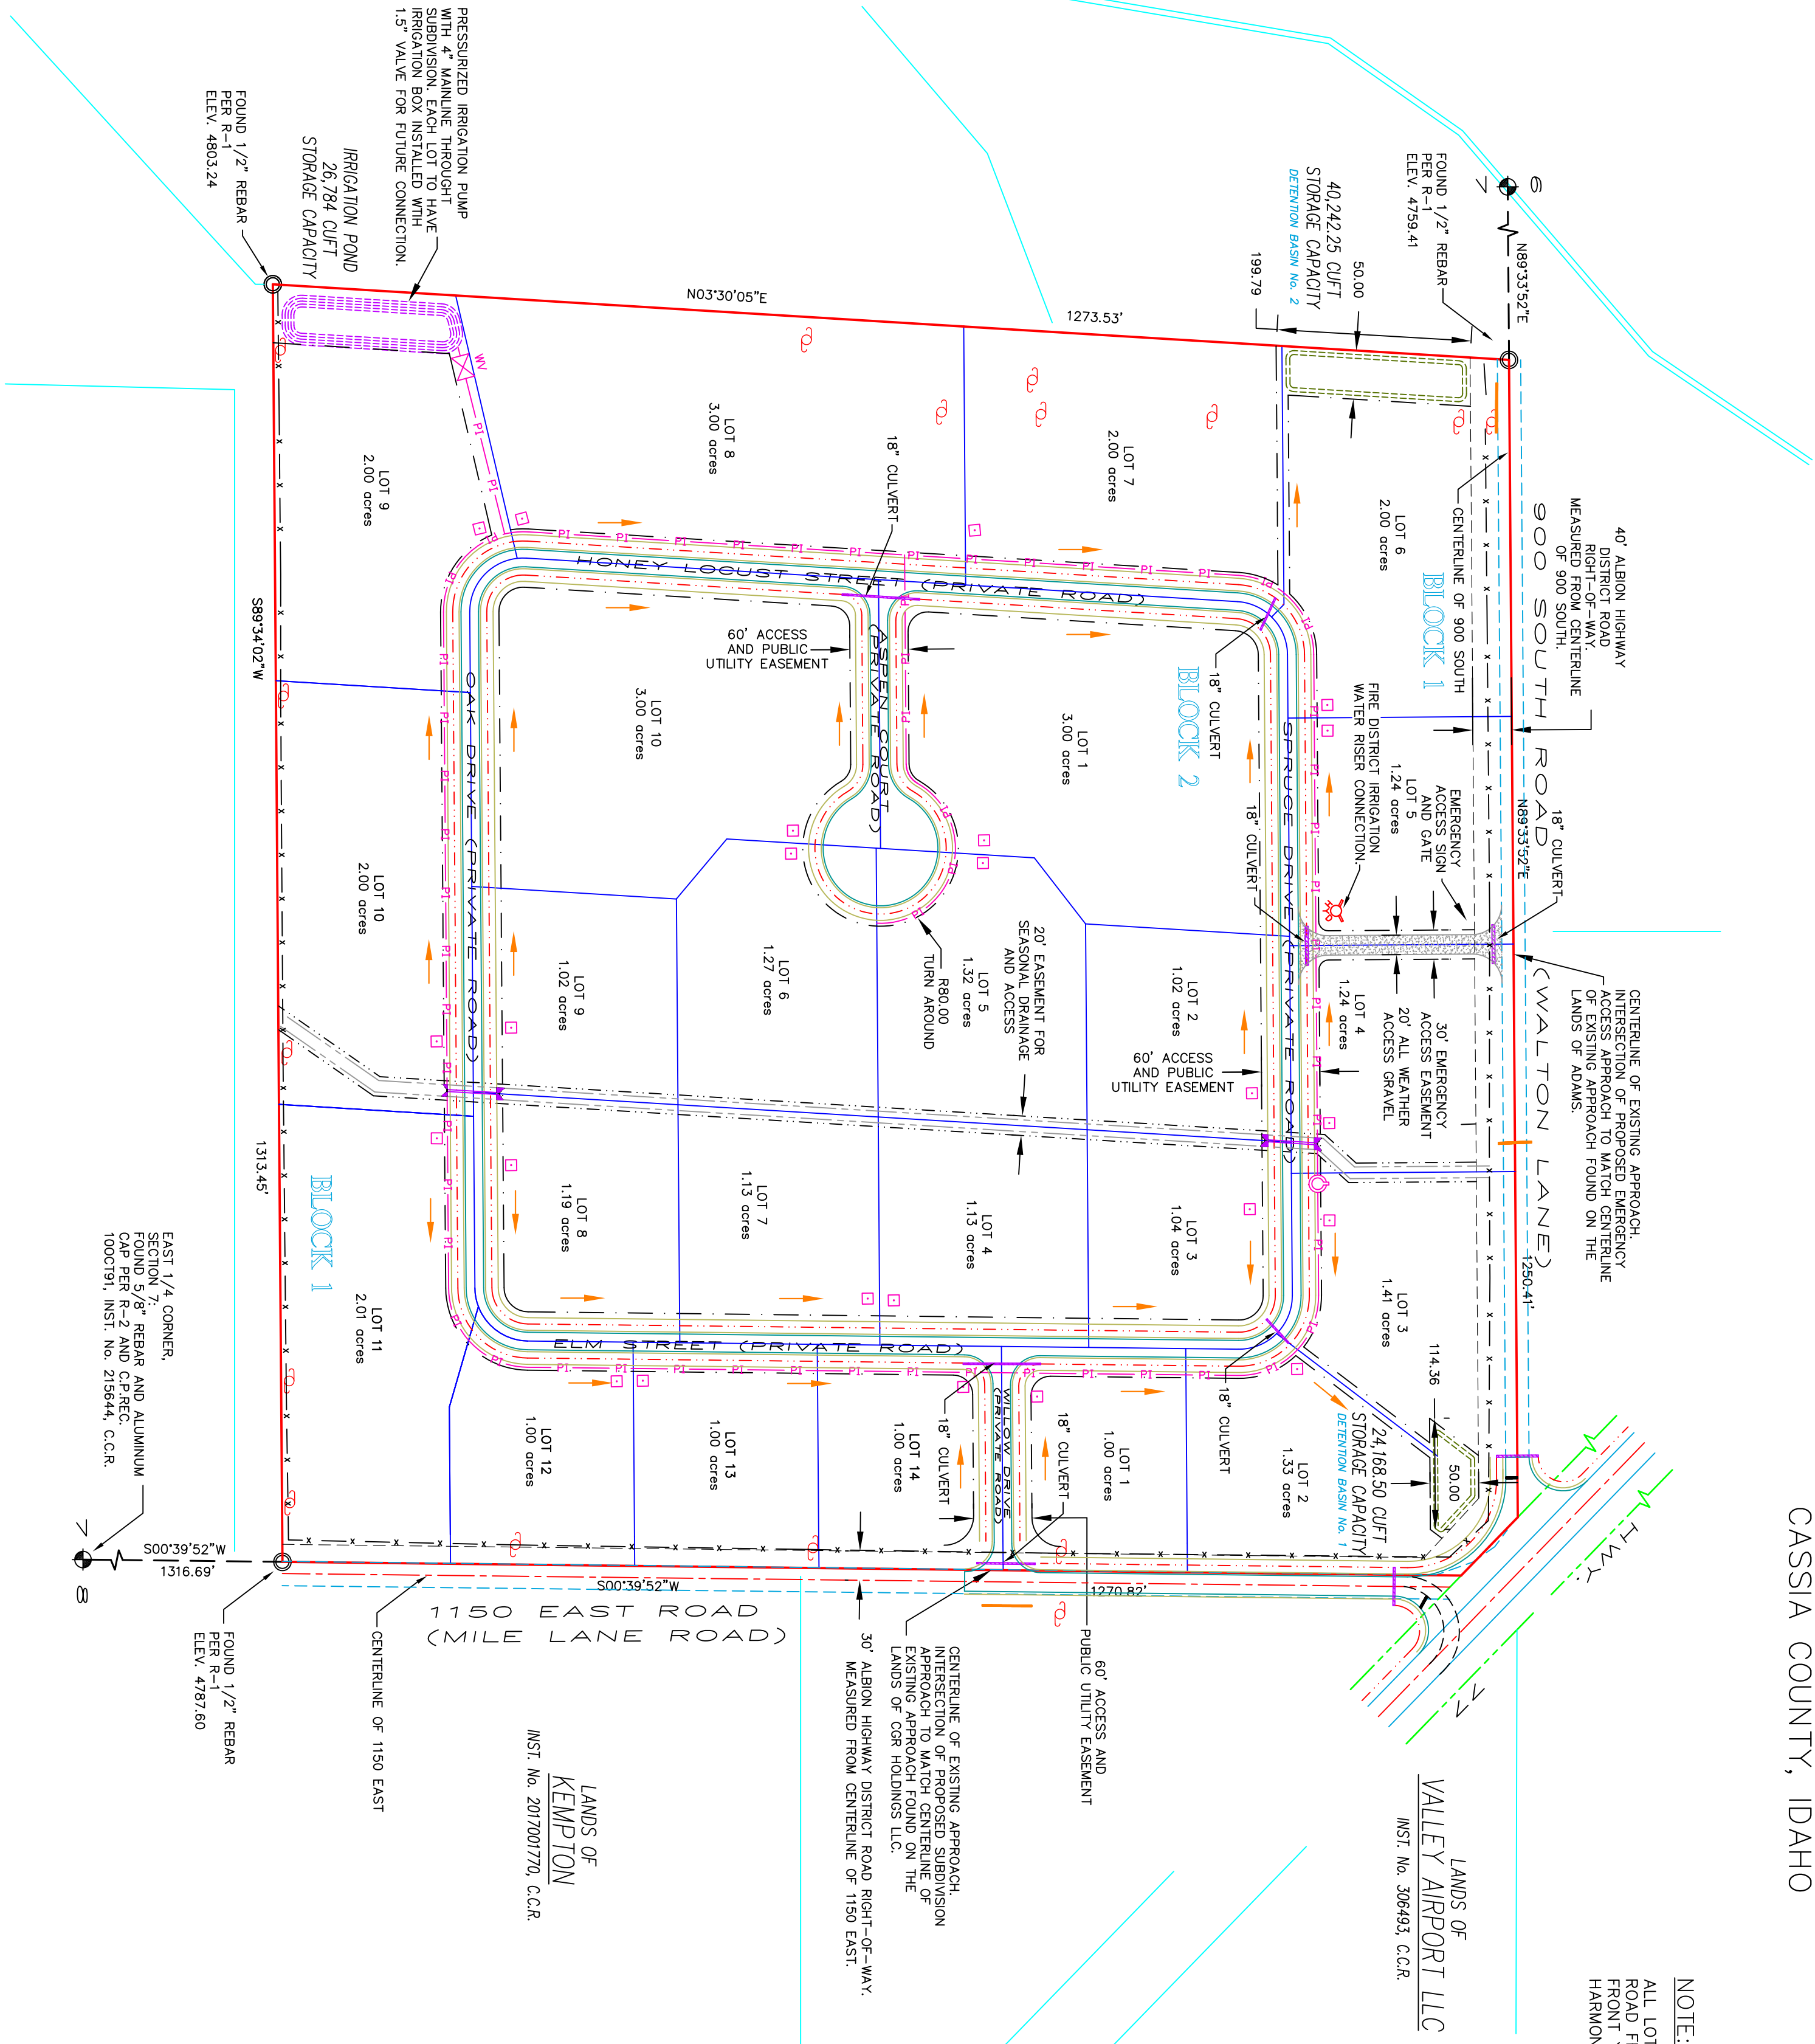 CASSIA COUNTY, IDAHO
NOTE:
ALL LOT
ROAD F
FRONT
HARMON
LANDS OF
VALLEY AIRPORT LLC
INST. No. 306493, C.C.R.
HWY.
77
6
7
N89°33'52"E
FOUND 1/2" REBAR
PER R-1
ELEV. 4759.41
40' ALBION HIGHWAY
DISTRICT ROAD
RIGHT-OF-WAY.
MEASURED FROM CENTERLINE
OF 900 SOUTH.
900 SOUTH ROAD (WALTON LANE)
CENTERLINE OF 900 SOUTH
N89°33'52"E
1250.41'
18" CULVERT
CENTERLINE OF EXISTING APPROACH.
INTERSECTION OF PROPOSED EMERGENCY
ACCESS APPROACH TO MATCH CENTERLINE
OF EXISTING APPROACH FOUND ON THE
LANDS OF ADAMS.
EMERGENCY
ACCESS SIGN
AND GATE
30' EMERGENCY
ACCESS EASEMENT
20' ALL WEATHER
ACCESS GRAVEL
FIRE DISTRICT IRRIGATION
WATER RISER CONNECTION.
40,242.25 CUFT
STORAGE CAPACITY
DETENTION BASIN No. 2
50.00
199.79
BLOCK 1
LOT 6
2.00 acres
LOT 5
1.24 acres
LOT 4
1.24 acres
LOT 3
1.41 acres
114.36
50.00
24,168.50 CUFT
STORAGE CAPACITY
DETENTION BASIN No. 1
LOT 2
1.33 acres
18" CULVERT
18" CULVERT
18" CULVERT
SPRUCE DRIVE (PRIVATE ROAD)
60' ACCESS
AND PUBLIC
UTILITY EASEMENT
BLOCK 2
LOT 1
3.00 acres
LOT 2
1.02 acres
LOT 3
1.04 acres
LOT 1
1.00 acres
LOT 7
2.00 acres
1273.53'
N03°30'05"E
20' EASEMENT FOR
SEASONAL DRAINAGE
AND ACCESS
R80.00
TURN AROUND
LOT 5
1.32 acres
LOT 4
1.13 acres
18" CULVERT
WILLOW DRIVE
(PRIVATE ROAD)
18" CULVERT
60' ACCESS AND
PUBLIC UTILITY EASEMENT
1270.82'
CENTERLINE OF EXISTING APPROACH.
INTERSECTION OF PROPOSED SUBDIVISION
APPROACH TO MATCH CENTERLINE OF
EXISTING APPROACH FOUND ON THE
LANDS OF CGR HOLDINGS LLC.
30' ALBION HIGHWAY DISTRICT ROAD RIGHT-OF-WAY.
MEASURED FROM CENTERLINE OF 1150 EAST.
18" CULVERT
ASPEN COURT
(PRIVATE ROAD)
60' ACCESS
AND PUBLIC
UTILITY EASEMENT
HONEY LOCUST STREET (PRIVATE ROAD)
ELM STREET (PRIVATE ROAD)
LOT 14
1.00 acres
LOT 8
3.00 acres
LOT 10
3.00 acres
LOT 6
1.27 acres
LOT 7
1.13 acres
LOT 13
1.00 acres
LOT 9
1.02 acres
LOT 8
1.19 acres
LOT 12
1.00 acres
S00°39'52"W
1150 EAST ROAD
(MILE LANE ROAD)
LANDS OF
KEMPTON
INST. No. 2017001770, C.C.R.
OAK DRIVE (PRIVATE ROAD)
WV
PRESSURIZED IRRIGATION PUMP
WITH 4" MAINLINE THROUGHT
SUBDIVISION. EACH LOT TO HAVE
IRRIGATION BOX INSTALLED WTIH
1.5" VALVE FOR FUTURE CONNECTION.
IRRIGATION POND
26,784 CUFT
STORAGE CAPACITY
LOT 9
2.00 acres
LOT 10
2.00 acres
LOT 11
2.01 acres
BLOCK 1
CENTERLINE OF 1150 EAST
FOUND 1/2" REBAR
PER R-1
ELEV. 4803.24
S89°34'02"W
1313.45'
FOUND 1/2" REBAR
PER R-1
ELEV. 4787.60
S00°39'52"W
1316.69'
EAST 1/4 CORNER,
SECTION 7:
FOUND 5/8" REBAR AND ALUMINIUM
CAP PER R-2 AND C.P.REC.
10OCT91, INST. No. 215644, C.C.R.
7
8